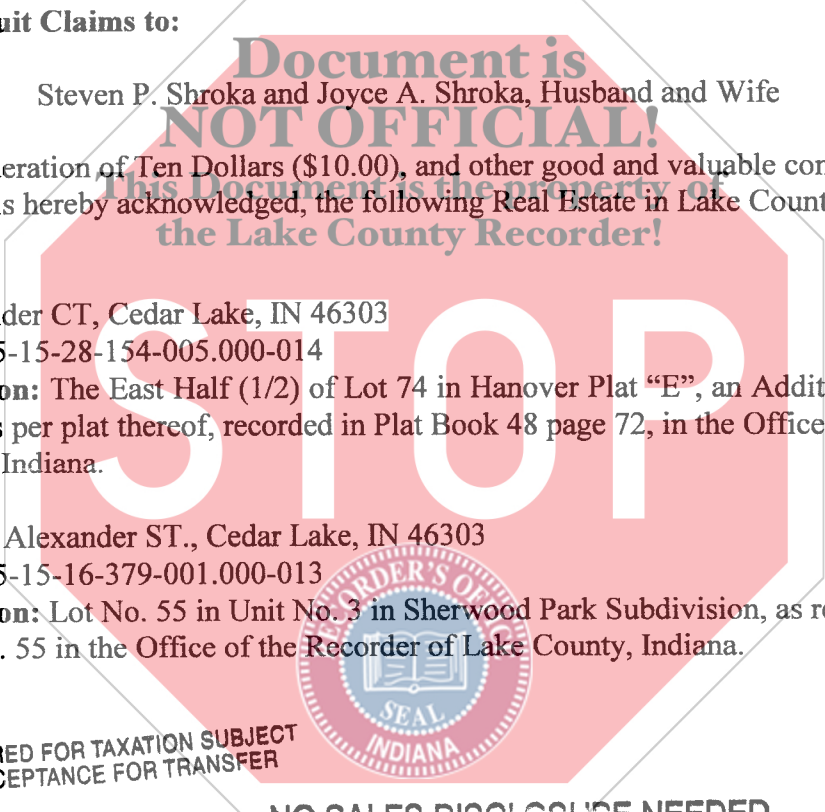 uit Claims to:
Document is
Steven P. Shroka and Joyce A. Shroka, Husband and Wife
NOT OFFICIAL!
eration of Ten Dollars ($10.00), and other good and valuable con
This Document is the property of
s hereby acknowledged, the following Real Estate in Lake Count
the Lake County Recorder!
der CT, Cedar Lake, IN 46303
5-15-28-154-005.000-014
on: The East Half (1/2) of Lot 74 in Hanover Plat “E”, an Addit
s per plat thereof, recorded in Plat Book 48 page 72, in the Office
Indiana.
STOP
Alexander ST., Cedar Lake, IN 46303
5-15-16-379-001.000-013
on: Lot No. 55 in Unit No. 3 in Sherwood Park Subdivision, as re
. 55 in the Office of the Recorder of Lake County, Indiana.
RECORDER'S OFFICE
SEAL
INDIANA
RED FOR TAXATION SUBJECT
CEPTANCE FOR TRANSFER
NO SALES DISCLOSURE NEEDED